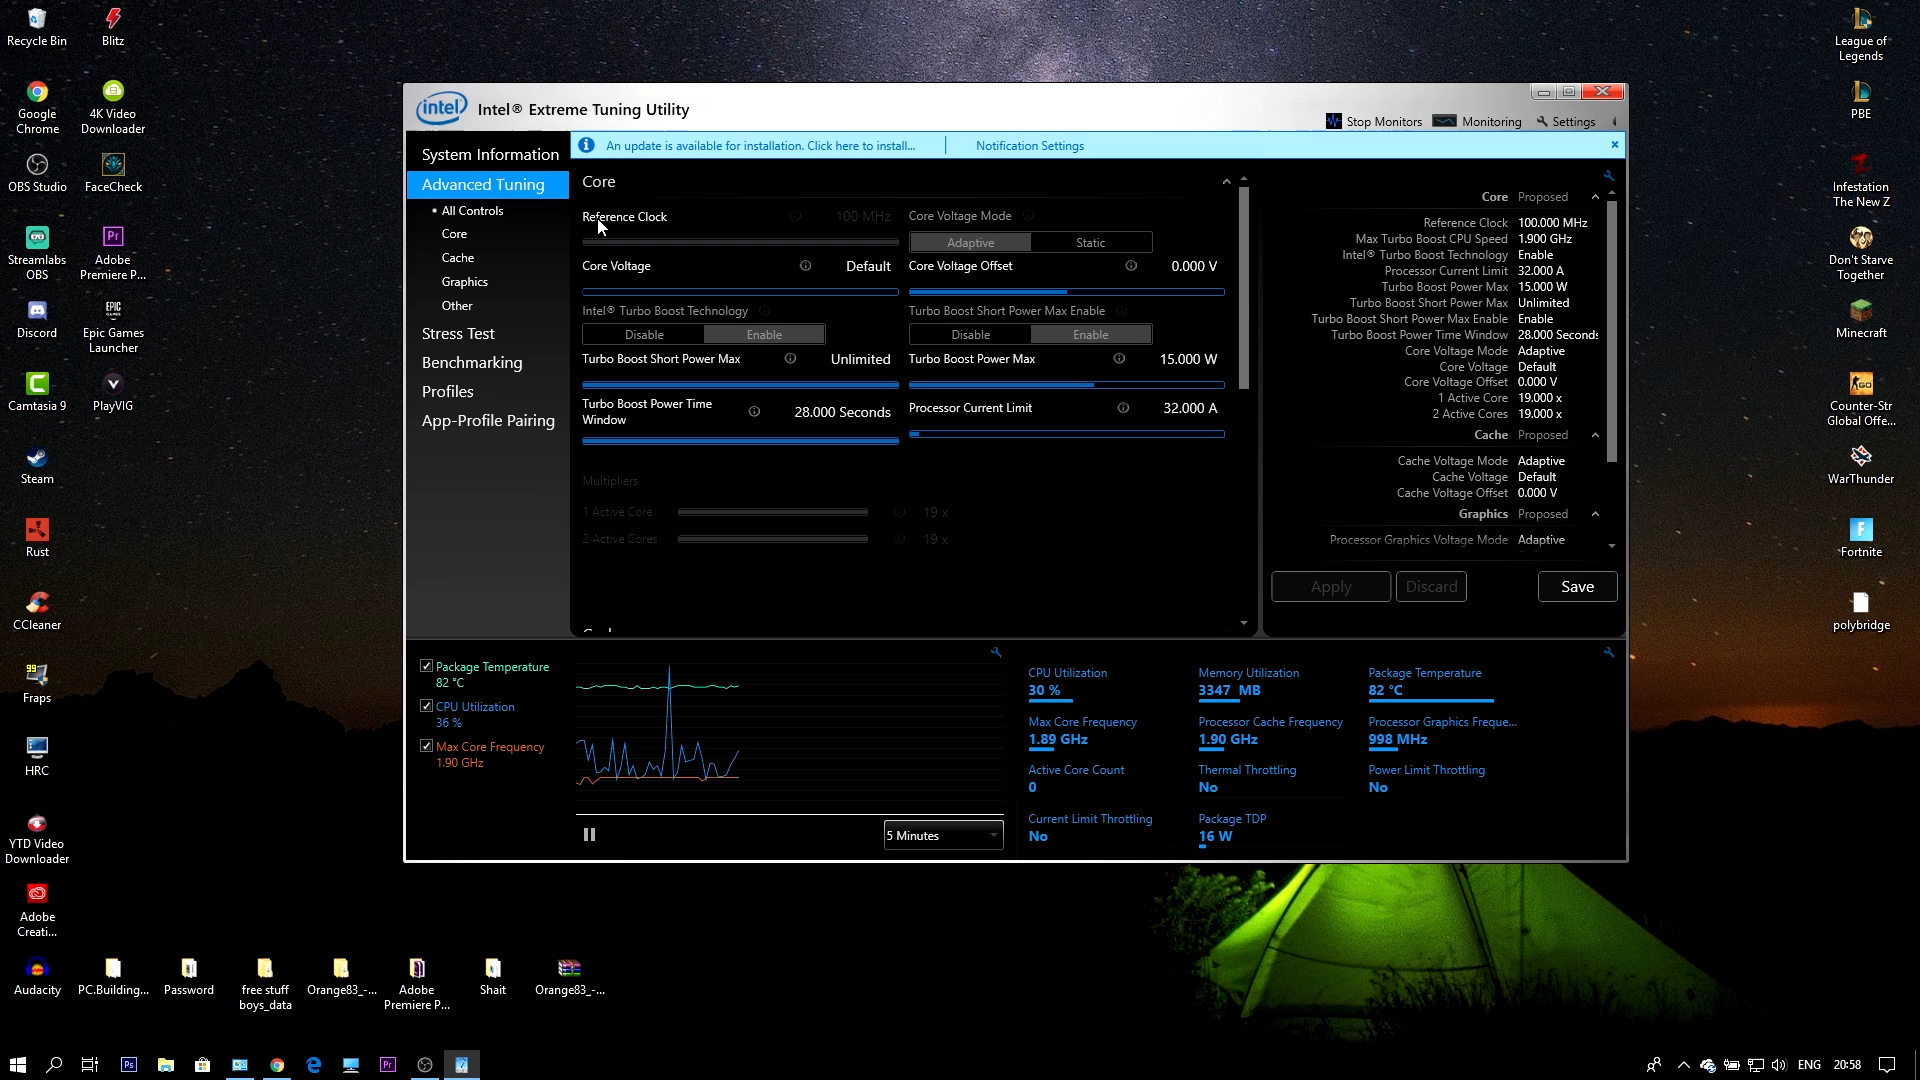 Recycle Bin
Blitz
Google
Chrome
4K Video
Downloader
OBS Studio
FaceCheck
Streamlabs
OBS
Pr
Adobe
Premiere P...
Discord
EPIC
GAMES
Epic Games
Launcher
Camtasia 9
PlayVIG
Steam
Rust
CCleaner
99
Fraps
HRC
YTD Video
Downloader
Adobe
Creati...
Audacity
PC.Building...
Password
free stuff
boys_data
Orange83_-...
Adobe
Premiere P...
Shait
Orange83_-...
League of
Legends
PBE
Infestation
The New Z
Don't Starve
Together
Minecraft
GO
Counter-Str
Global Offe...
WarThunder
F
Fortnite
polybridge
intel
Intel® Extreme Tuning Utility
Stop Monitors
Monitoring
Settings
An update is available for installation. Click here to install...
Notification Settings
System Information
Advanced Tuning
• All Controls
Core
Cache
Graphics
Other
Stress Test
Benchmarking
Profiles
App-Profile Pairing
Core
Reference Clock
100 MHz
Core Voltage Mode
Adaptive
Static
Core Voltage
Default
Core Voltage Offset
0.000 V
Intel® Turbo Boost Technology
Disable
Enable
Turbo Boost Short Power Max Enable
Disable
Enable
Turbo Boost Short Power Max
Unlimited
Turbo Boost Power Max
15.000 W
Turbo Boost Power Time
Window
28.000 Seconds
Processor Current Limit
32.000 A
Multipliers
1 Active Core
19 x
2 Active Cores
19 x
Core Proposed
Reference Clock 100.000 MHz
Max Turbo Boost CPU Speed 1.900 GHz
Intel® Turbo Boost Technology Enable
Processor Current Limit 32.000 A
Turbo Boost Power Max 15.000 W
Turbo Boost Short Power Max Unlimited
Turbo Boost Short Power Max Enable Enable
Turbo Boost Power Time Window 28.000 Seconds
Core Voltage Mode Adaptive
Core Voltage Default
Core Voltage Offset 0.000 V
1 Active Core 19.000 x
2 Active Cores 19.000 x
Cache Proposed
Cache Voltage Mode Adaptive
Cache Voltage Default
Cache Voltage Offset 0.000 V
Graphics Proposed
Processor Graphics Voltage Mode Adaptive
Apply
Discard
Save
Package Temperature
82 °C
CPU Utilization
36 %
Max Core Frequency
1.90 GHz
5 Minutes
CPU Utilization
30 %
Memory Utilization
3347 MB
Package Temperature
82 °C
Max Core Frequency
1.89 GHz
Processor Cache Frequency
1.90 GHz
Processor Graphics Freque...
998 MHz
Active Core Count
0
Thermal Throttling
No
Power Limit Throttling
No
Current Limit Throttling
No
Package TDP
16 W
Ps
Pr
ENG
20:58